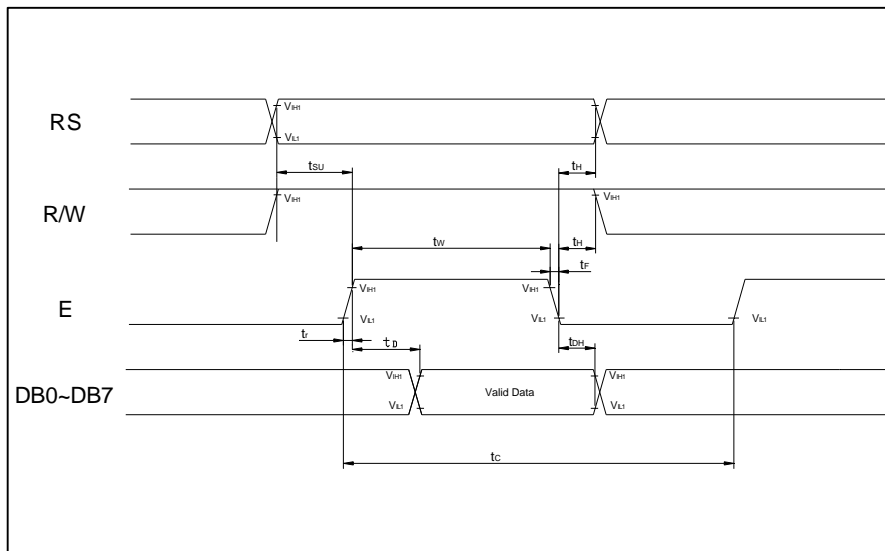 RS
VIH1
VIL1
tSU
tH
R/W
VIH1
VIH1
tW
tH
tF
E
VIH1
VIH1
VIL1
VIL1
VIL1
tr
tD
tDH
DB0~DB7
VIH1
VIL1
Valid Data
VIH1
VIL1
tC